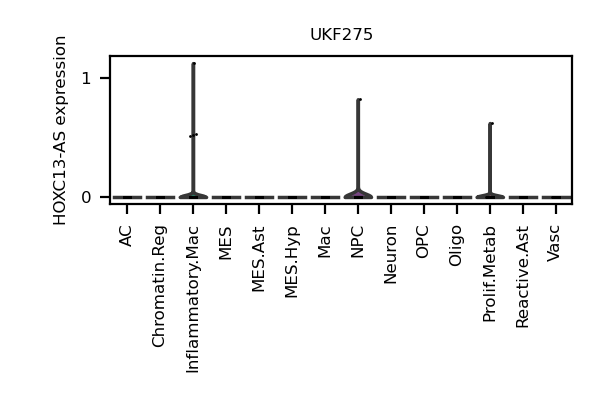 UKF275
HOXC13-AS expression
1
0
AC
Chromatin.Reg
Inflammatory.Mac
MES
MES.Ast
MES.Hyp
Mac
NPC
Neuron
OPC
Oligo
Prolif.Metab
Reactive.Ast
Vasc